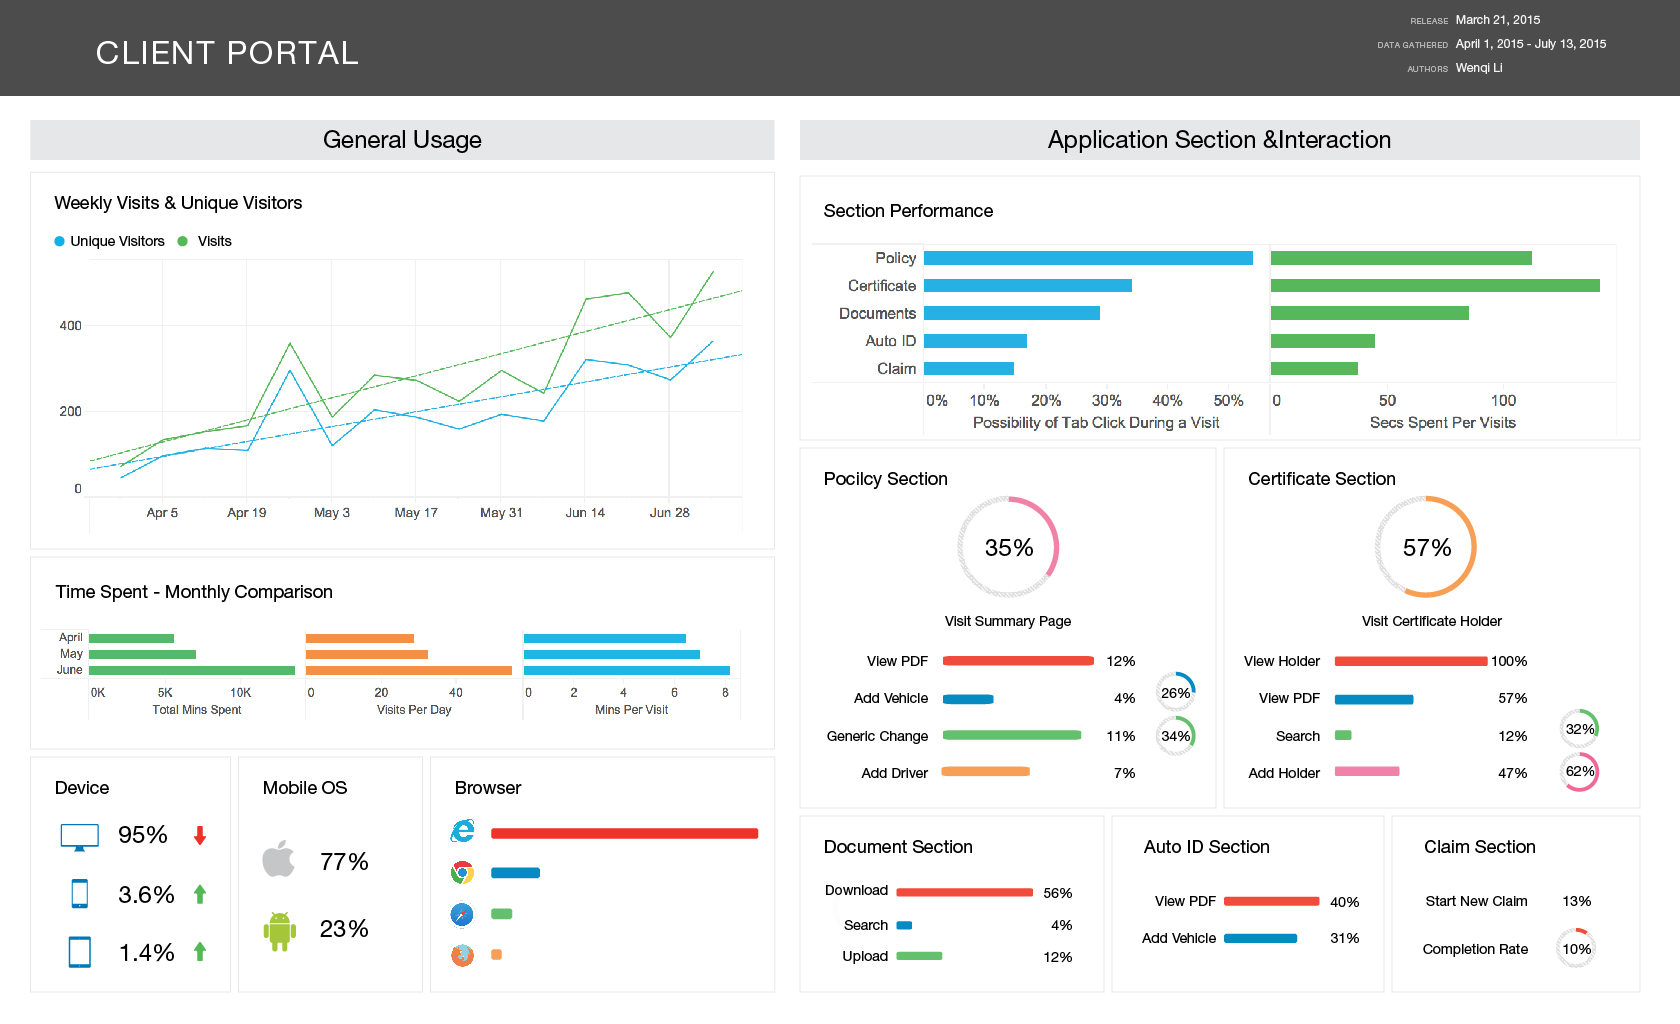 CLIENT PORTAL
RELEASE March 21, 2015
DATA GATHERED April 1, 2015 - July 13, 2015
AUTHORS Wenqi Li
General Usage
Weekly Visits & Unique Visitors
Unique Visitors Visits
400
200
0
Apr 5 Apr 19 May 3 May 17 May 31 Jun 14 Jun 28
Time Spent - Monthly Comparison
April
May
June
0K 5K 10K 0 20 40 0 2 4 6 8
Total Mins Spent Visits Per Day Mins Per Visit
Device
95%
3.6%
1.4%
Mobile OS
77%
23%
Browser
Application Section &Interaction
Section Performance
Policy
Certificate
Documents
Auto ID
Claim
0% 10% 20% 30% 40% 50% 0 50 100
Possibility of Tab Click During a Visit Secs Spent Per Visits
Pocilcy Section
35%
Visit Summary Page
View PDF 12%
Add Vehicle 4% 26%
Generic Change 11% 34%
Add Driver 7%
Certificate Section
57%
Visit Certificate Holder
View Holder 100%
View PDF 57%
Search 12% 32%
Add Holder 47% 62%
Document Section
Download 56%
Search 4%
Upload 12%
Auto ID Section
View PDF 40%
Add Vehicle 31%
Claim Section
Start New Claim 13%
Completion Rate 10%